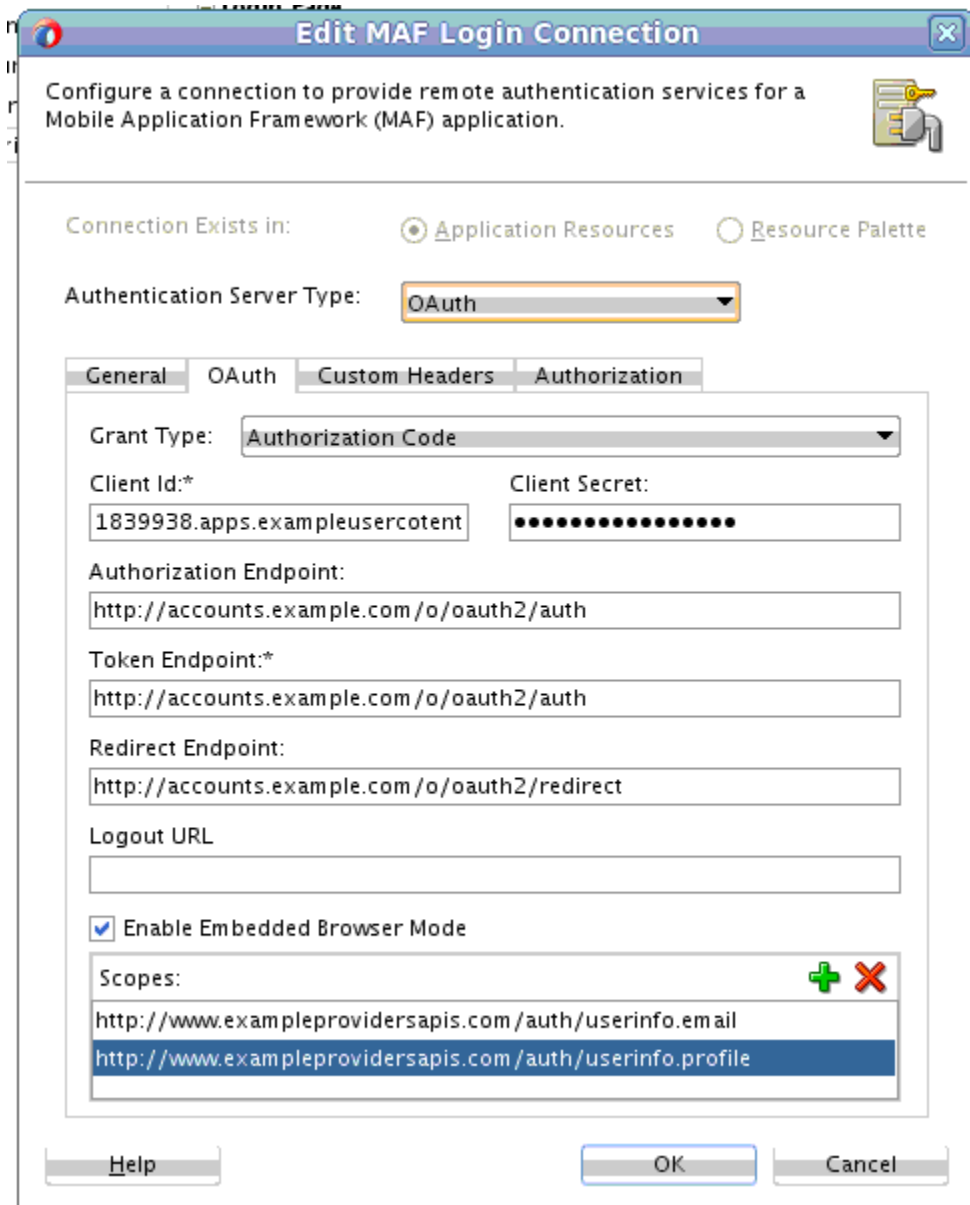 Edit MAF Login Connection
Configure a connection to provide remote authentication services for a
Mobile Application Framework (MAF) application.
Connection Exists in: Application Resources Resource Palette
Authentication Server Type: OAuth
General OAuth Custom Headers Authorization
Grant Type: Authorization Code
Client Id:* Client Secret:
1839938.apps.exampleusercotent ••••••••••••••••
Authorization Endpoint:
http://accounts.example.com/o/oauth2/auth
Token Endpoint:*
http://accounts.example.com/o/oauth2/auth
Redirect Endpoint:
http://accounts.example.com/o/oauth2/redirect
Logout URL
Enable Embedded Browser Mode
Scopes:
http://www.exampleprovidersapis.com/auth/userinfo.email
http://www.exampleprovidersapis.com/auth/userinfo.profile
Help OK Cancel